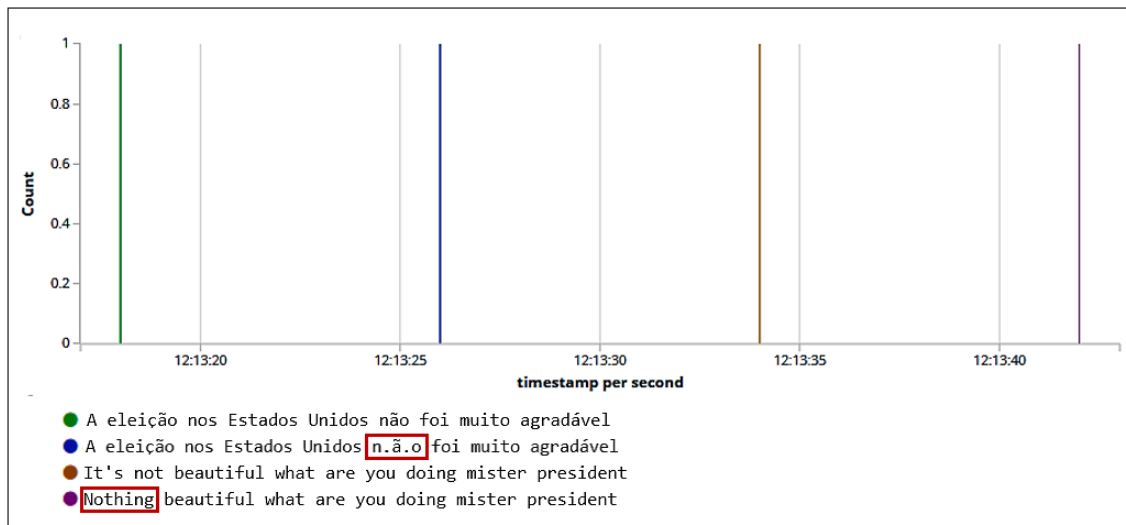 1
0.8
0.6
0.4
0.2
0
Count
12:13:20 12:13:25 12:13:30 12:13:35 12:13:40
timestamp per second
A eleição nos Estados Unidos não foi muito agradável
A eleição nos Estados Unidos n.ã.o foi muito agradável
It's not beautiful what are you doing mister president
Nothing beautiful what are you doing mister president